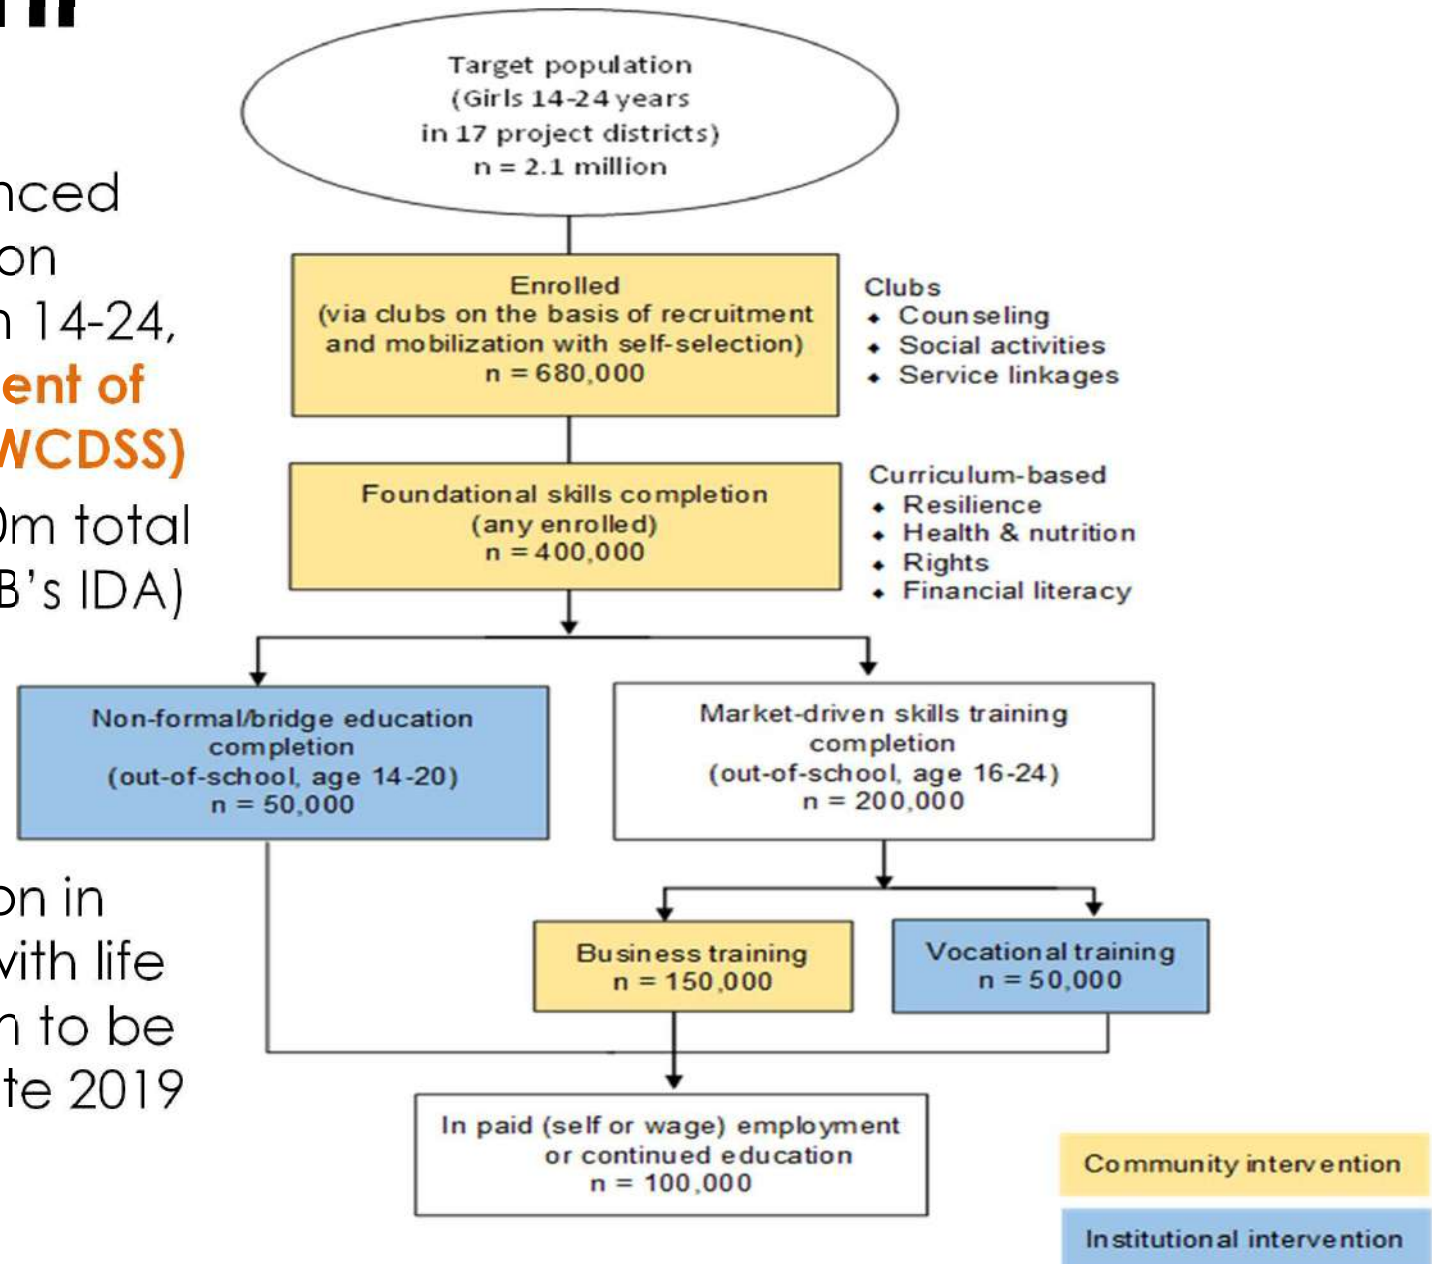 nced
on
14-24,
ent of
WCDSS)
0m total
B's IDA)
on in
with life
to be
te 2019
Target population
(Girls 14-24 years
in 17 project districts)
n = 2.1 million
Enrolled
(via clubs on the basis of recruitment
and mobilization with self-selection)
n = 680,000
Clubs
Counseling
Social activities
Service linkages
Foundational skills completion
(any enrolled)
n = 400,000
Curriculum-based
Resilience
Health & nutrition
Rights
Financial literacy
Non-formal/bridge education
completion
(out-of-school, age 14-20)
n = 50,000
Market-driven skills training
completion
(out-of-school, age 16-24)
n = 200,000
Business training
n = 150,000
Vocational training
n = 50,000
In paid (self or wage) employment
or continued education
n = 100,000
Community intervention
Institutional intervention